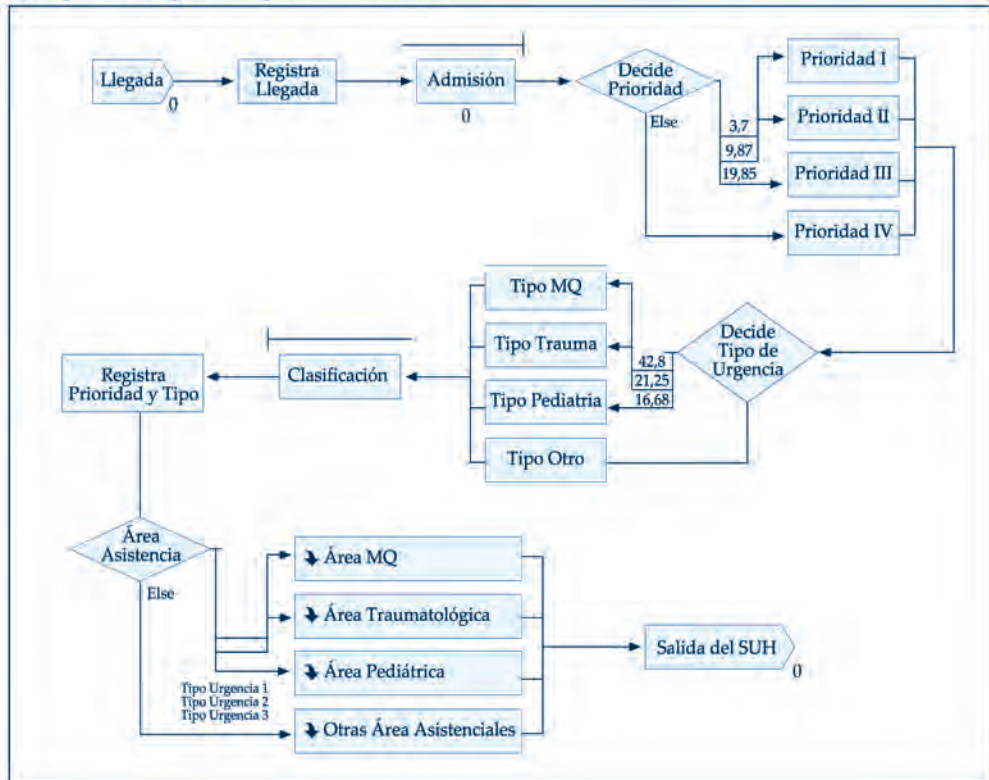 Llegada
0
Registra
Llegada
Admisión
0
Decide
Prioridad
Else
3,7
9,87
19,85
Prioridad I
Prioridad II
Prioridad III
Prioridad IV
Decide
Tipo de
Urgencia
42,8
21,25
16,68
Tipo MQ
Tipo Trauma
Tipo Pediatría
Tipo Otro
Clasificación
Registra
Prioridad y Tipo
Área
Asistencia
Else
Tipo Urgencia 1
Tipo Urgencia 2
Tipo Urgencia 3
Área MQ
Área Traumatológica
Área Pediátrica
Otras Área Asistenciales
Salida del SUH
0